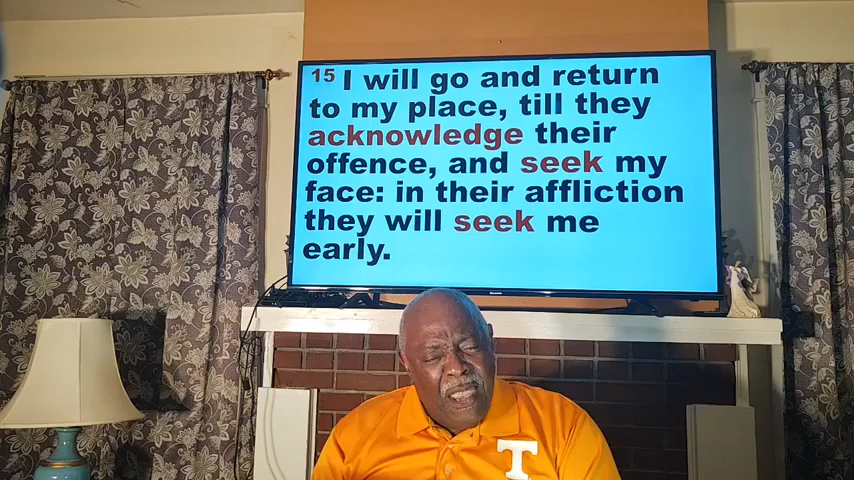 15 I will go and return
to my place, till they
acknowledge their
offence, and seek my
face: in their affliction
they will seek me
early.
T